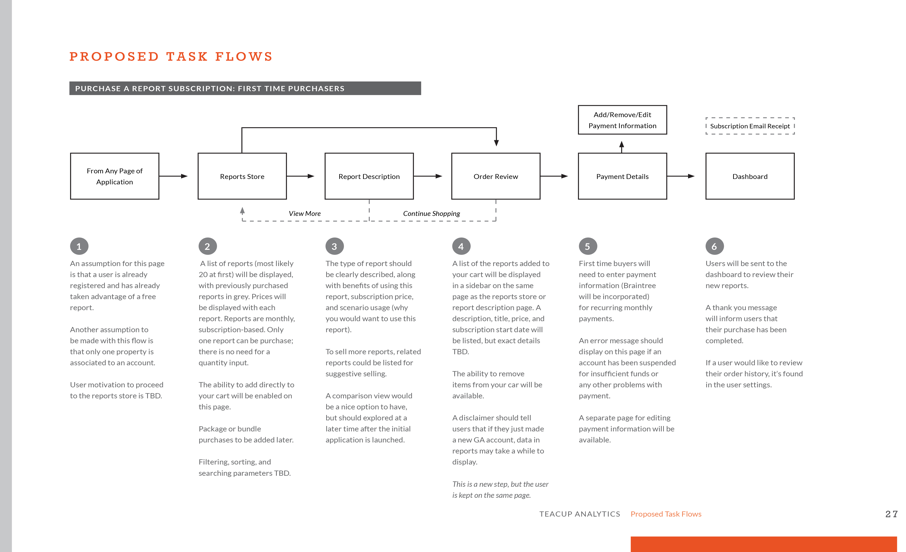 PROPOSED TASK FLOWS
PURCHASE A REPORT SUBSCRIPTION: FIRST TIME PURCHASERS
Add/Remove/Edit
Payment Information
Subscription Email Receipt
From Any Page of
Application
Reports Store
Report Description
Order Review
Payment Details
Dashboard
View More
Continue Shopping
1
An assumption for this page
is that a user is already
registered and has already
taken advantage of a free
report.
Another assumption to
be made with this flow is
that only one property is
associated to an account.
User motivation to proceed
to the reports store is TBD.
2
A list of reports (most likely
20 at first) will be displayed,
with previously purchased
reports in grey. Prices will
be displayed with each
report. Reports are monthly,
subscription-based. Only
one report can be purchase;
there is no need for a
quantity input.
The ability to add directly to
your cart will be enabled on
this page.
Package or bundle
purchases to be added later.
Filtering, sorting, and
searching parameters TBD.
3
The type of report should
be clearly described, along
with benefits of using this
report, subscription price,
and scenario usage (why
you would want to use this
report).
To sell more reports, related
reports could be listed for
suggestive selling.
A comparison view would
be a nice option to have,
but should explored at a
later time after the initial
application is launched.
4
A list of the reports added to
your cart will be displayed
in a sidebar on the same
page as the reports store or
report description page. A
description, title, price, and
subscription start date will
be listed, but exact details
TBD.
The ability to remove
items from your car will be
available.
A disclaimer should tell
users that if they just made
a new GA account, data in
reports may take a while to
display.
This is a new step, but the user
is kept on the same page.
5
First time buyers will
need to enter payment
information (Braintree
will be incorporated)
for recurring monthly
payments.
An error message should
display on this page if an
account has been suspended
for insufficient funds or
any other problems with
payment.
A separate page for editing
payment information will be
available.
6
Users will be sent to the
dashboard to review their
new reports.
A thank you message
will inform users that
their purchase has been
completed.
If a user would like to review
their order history, it's found
in the user settings.
TEACUP ANALYTICS Proposed Task Flows
27